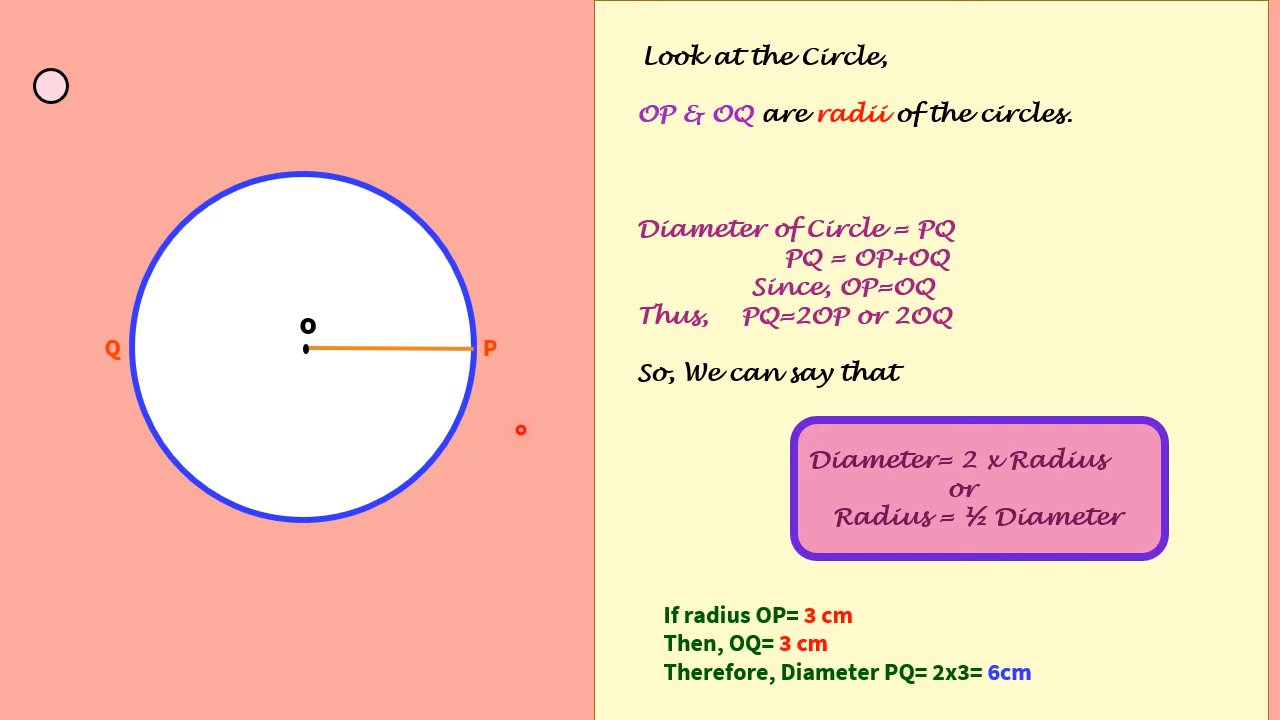 Look at the Circle,
OP & OQ are radii of the circles.
Diameter of Circle = PQ
PQ = OP+OQ
Since, OP=OQ
Thus, PQ=2OP or 2OQ
So, We can say that
Diameter= 2 x Radius
or
Radius = ½ Diameter
If radius OP= 3 cm
Then, OQ= 3 cm
Therefore, Diameter PQ= 2x3= 6cm
O
Q
P